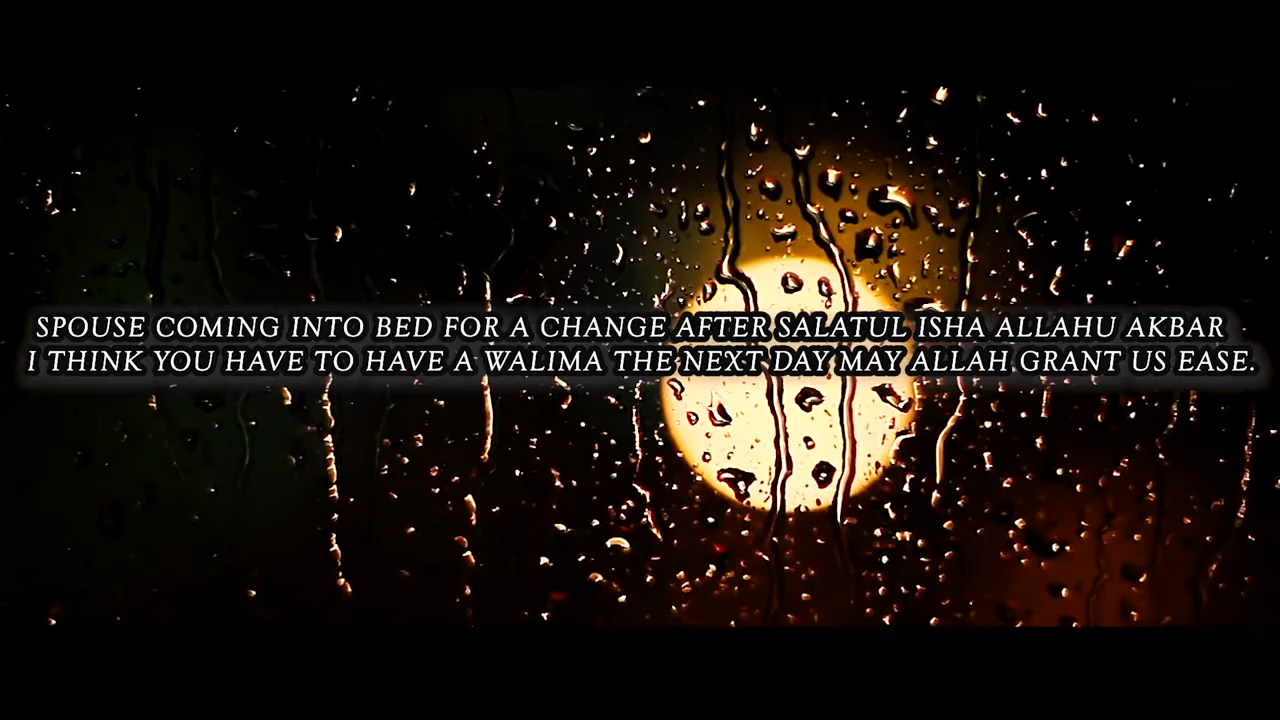 SPOUSE COMING INTO BED FOR A CHANGE AFTER SALATUL ISHA ALLAHU AKBAR
I THINK YOU HAVE TO HAVE A WALIMA THE NEXT DAY MAY ALLAH GRANT US EASE.